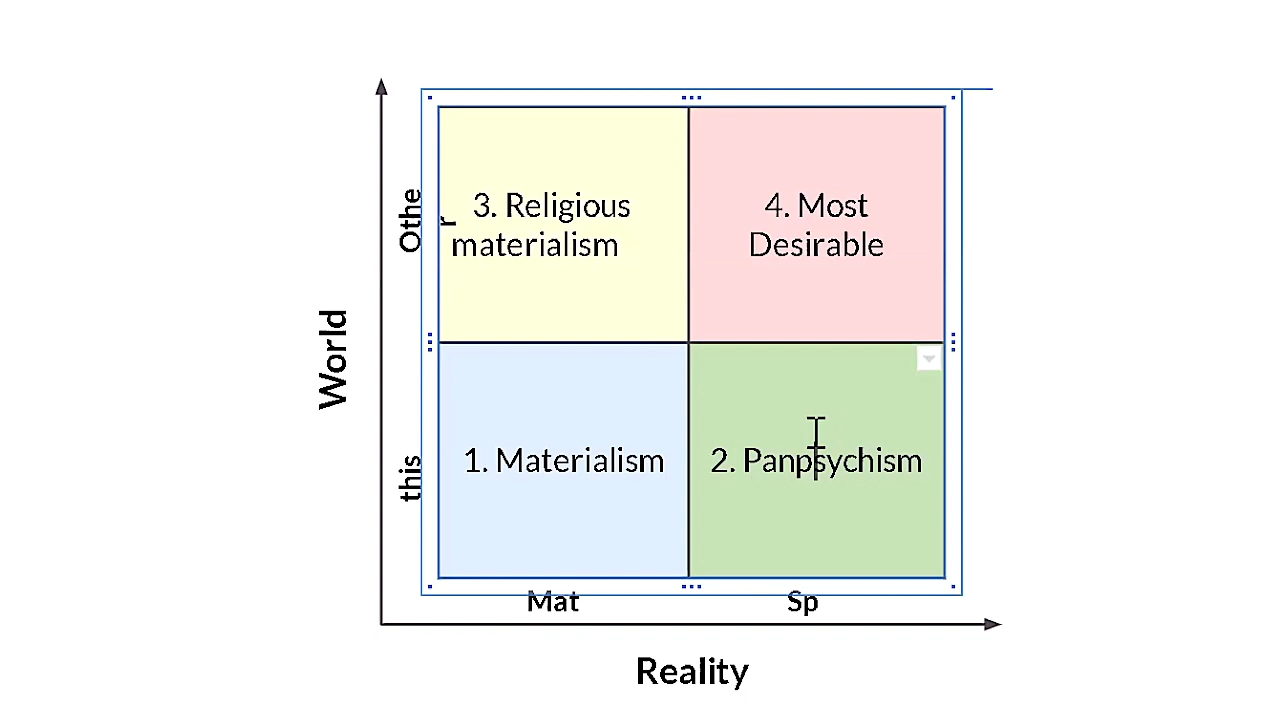 Othe
r
3. Religious
materialism
4. Most
Desirable
World
this
1. Materialism
2. Panpsychism
Mat
Sp
Reality